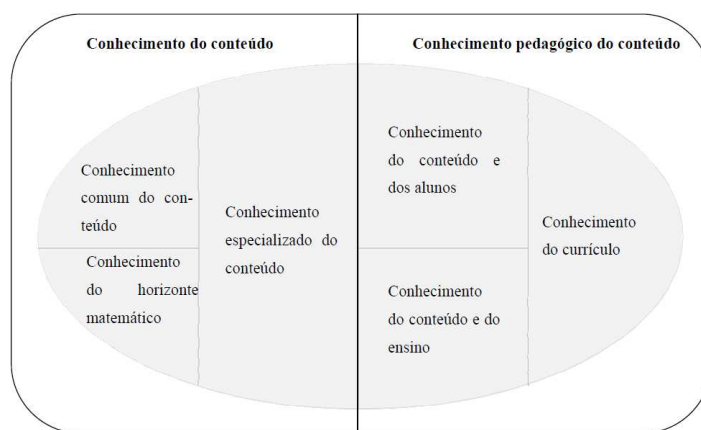 Conhecimento do conteúdo
Conhecimento pedagógico do conteúdo
Conhecimento
comum do con-
teúdo
Conhecimento
do horizonte
matemático
Conhecimento
especializado do
conteúdo
Conhecimento
do conteúdo e
dos alunos
Conhecimento
do conteúdo e do
ensino
Conhecimento
do currículo